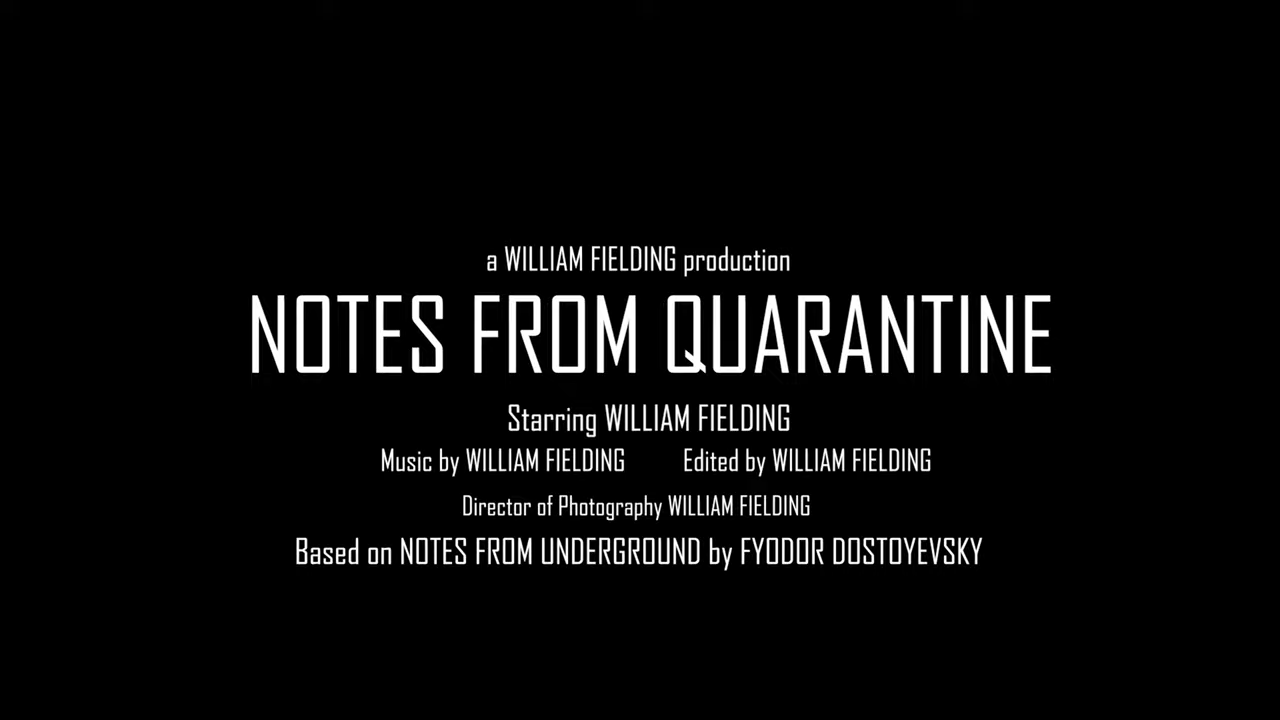 a WILLIAM FIELDING production
NOTES FROM QUARANTINE
Starring WILLIAM FIELDING
Music by WILLIAM FIELDING Edited by WILLIAM FIELDING
Director of Photography WILLIAM FIELDING
Based on NOTES FROM UNDERGROUND by FYODOR DOSTOYEVSKY